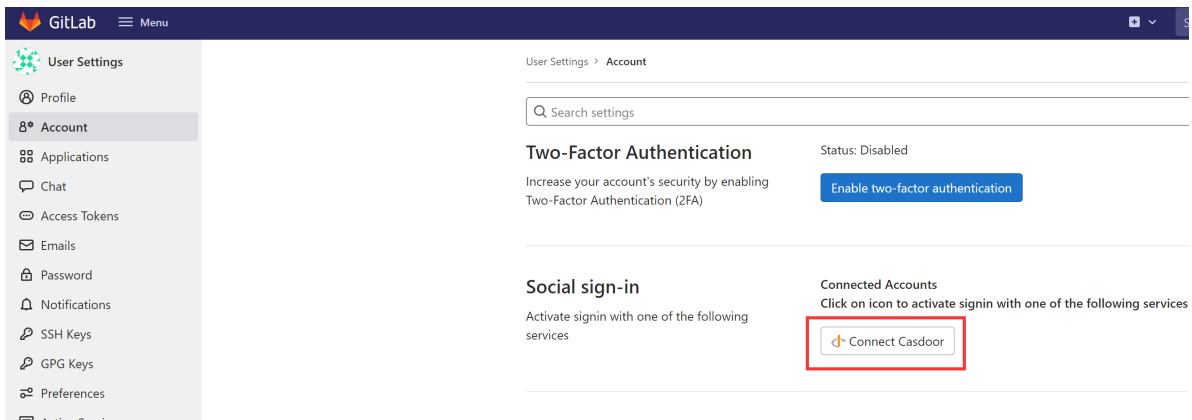 GitLab Menu
User Settings
Profile
Account
Applications
Chat
Access Tokens
Emails
Password
Notifications
SSH Keys
GPG Keys
Preferences
User Settings > Account
Search settings
Two-Factor Authentication
Increase your account's security by enabling
Two-Factor Authentication (2FA)
Status: Disabled
Enable two-factor authentication
Social sign-in
Activate signin with one of the following
services
Connected Accounts
Click on icon to activate signin with one of the following services
Connect Casdoor